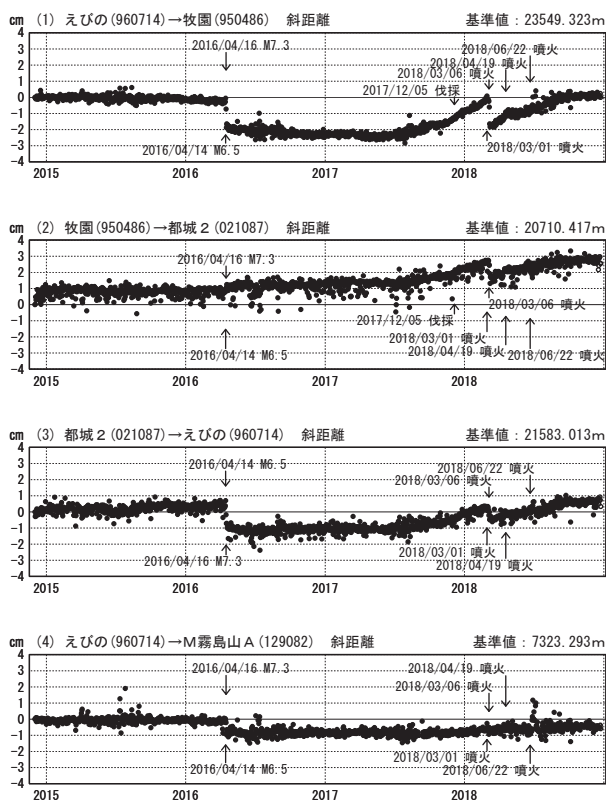 cm (1) えびの(960714)→牧園(950486) 斜距離 基準値：23549.323m
4
3
2
1
0
-1
-2
-3
-4
2016/04/16 M7.3
2018/06/22 噴火
2018/04/19 噴火
2018/03/06 噴火
2017/12/05 伐採
2016/04/14 M6.5
2018/03/01 噴火
2015 2016 2017 2018
cm (2) 牧園(950486)→都城２(021087) 斜距離 基準値：20710.417m
4
3
2
1
0
-1
-2
-3
-4
2016/04/16 M7.3
2018/03/06 噴火
2017/12/05 伐採
2018/03/01 噴火
2016/04/14 M6.5
2018/04/19 噴火
2018/06/22 噴火
2015 2016 2017 2018
cm (3) 都城２(021087)→えびの(960714) 斜距離 基準値：21583.013m
4
3
2
1
0
-1
-2
-3
-4
2016/04/14 M6.5
2018/06/22 噴火
2018/03/06 噴火
2016/04/16 M7.3
2018/03/01 噴火
2018/04/19 噴火
2015 2016 2017 2018
cm (4) えびの(960714)→Ｍ霧島山Ａ(129082) 斜距離 基準値：7323.293m
4
3
2
1
0
-1
-2
-3
-4
2016/04/16 M7.3
2018/04/19 噴火
2018/03/06 噴火
2016/04/14 M6.5
2018/03/01 噴火
2018/06/22 噴火
2015 2016 2017 2018